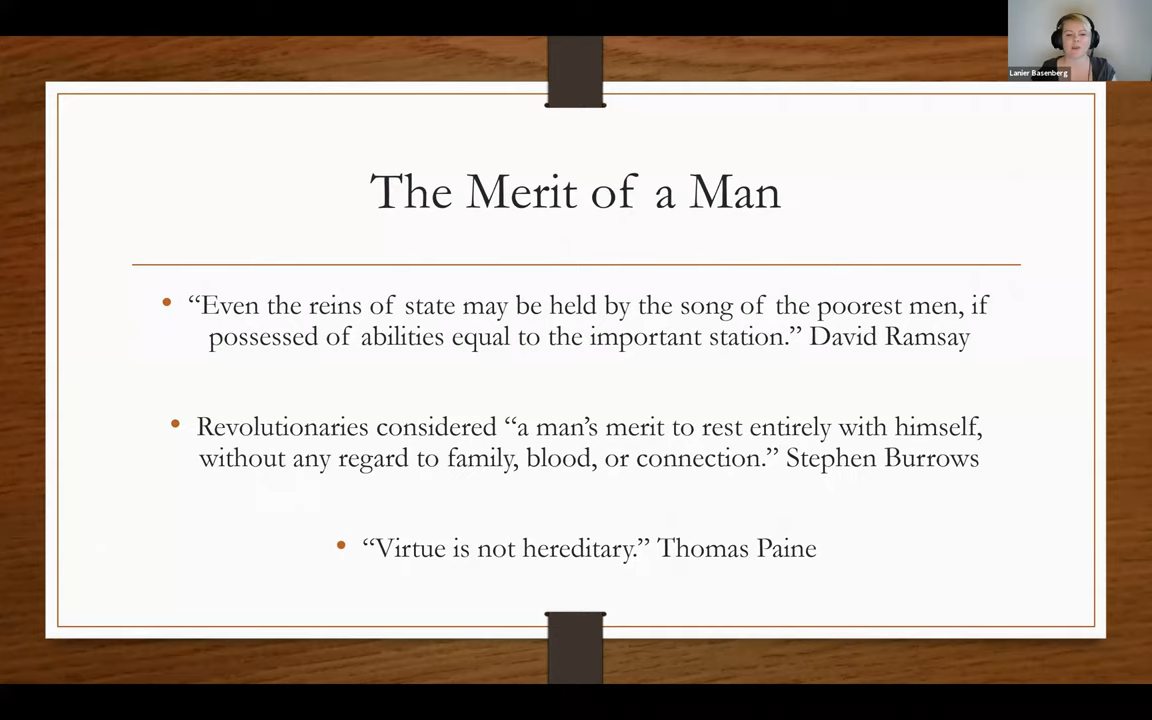 Lanier Basenberg
The Merit of a Man
• “Even the reins of state may be held by the song of the poorest men, if
possessed of abilities equal to the important station.” David Ramsay
• Revolutionaries considered “a man’s merit to rest entirely with himself,
without any regard to family, blood, or connection.” Stephen Burrows
• “Virtue is not hereditary.” Thomas Paine